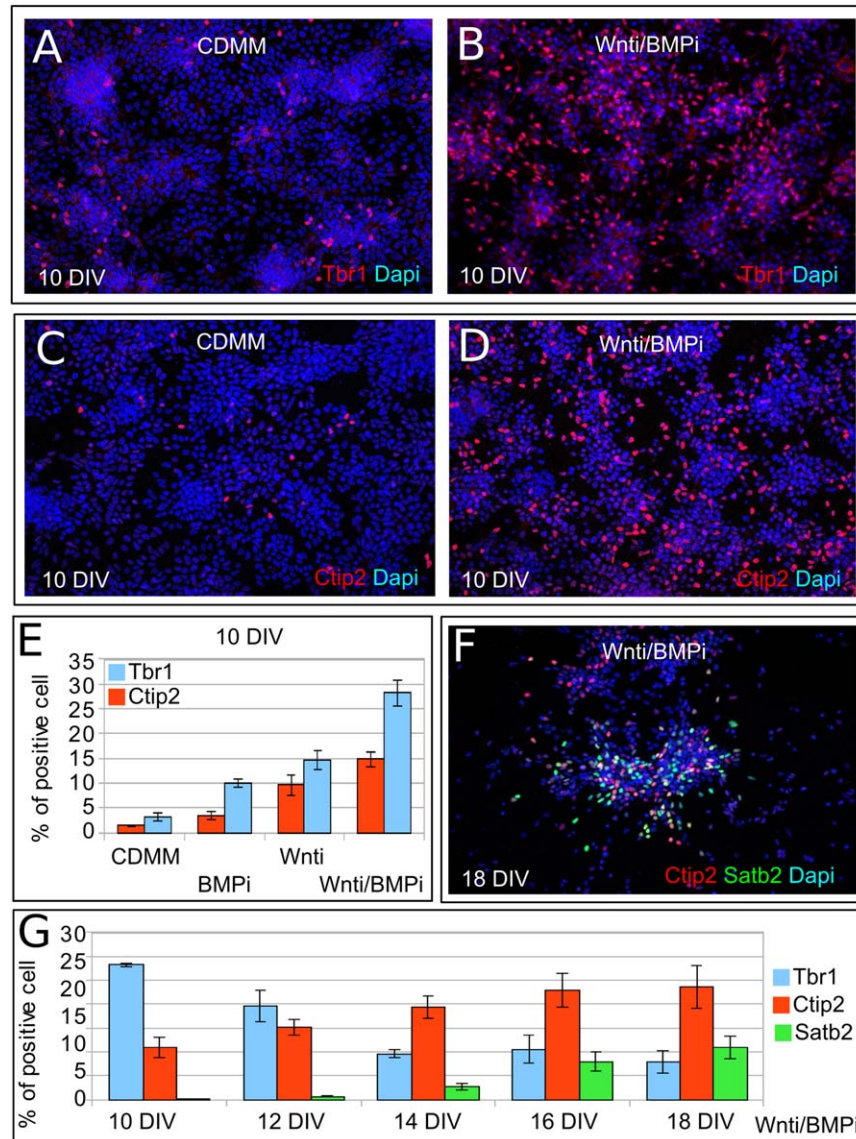 A
CDMM
10 DIV
Tbr1 Dapi
B
Wnti/BMPi
10 DIV
Tbr1 Dapi
C
CDMM
10 DIV
Ctip2 Dapi
D
Wnti/BMPi
10 DIV
Ctip2 Dapi
E
10 DIV
% of positive cell
35
30
25
20
15
10
5
0
Tbr1
Ctip2
CDMM
BMPi
Wnti
Wnti/BMPi
F
Wnti/BMPi
18 DIV
Ctip2 Satb2 Dapi
G
% of positive cell
30
25
20
15
10
5
0
10 DIV
12 DIV
14 DIV
16 DIV
18 DIV
Wnti/BMPi
Tbr1
Ctip2
Satb2